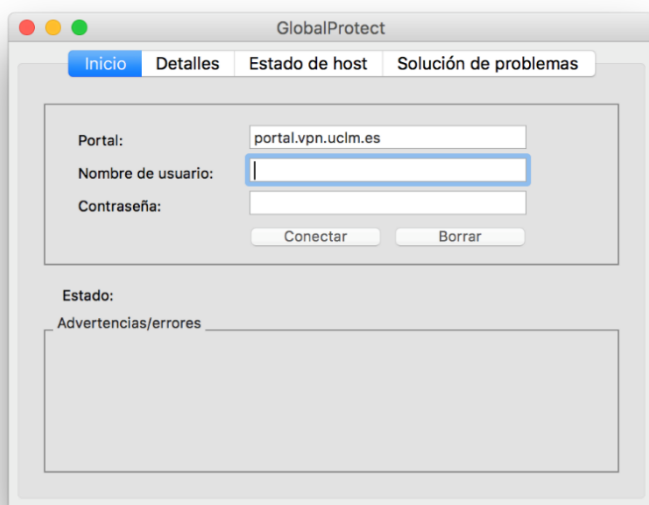 GlobalProtect
Inicio Detalles Estado de host Solución de problemas
Portal: portal.vpn.uclm.es
Nombre de usuario:
Contraseña:
Conectar Borrar
Estado:
Advertencias/errores